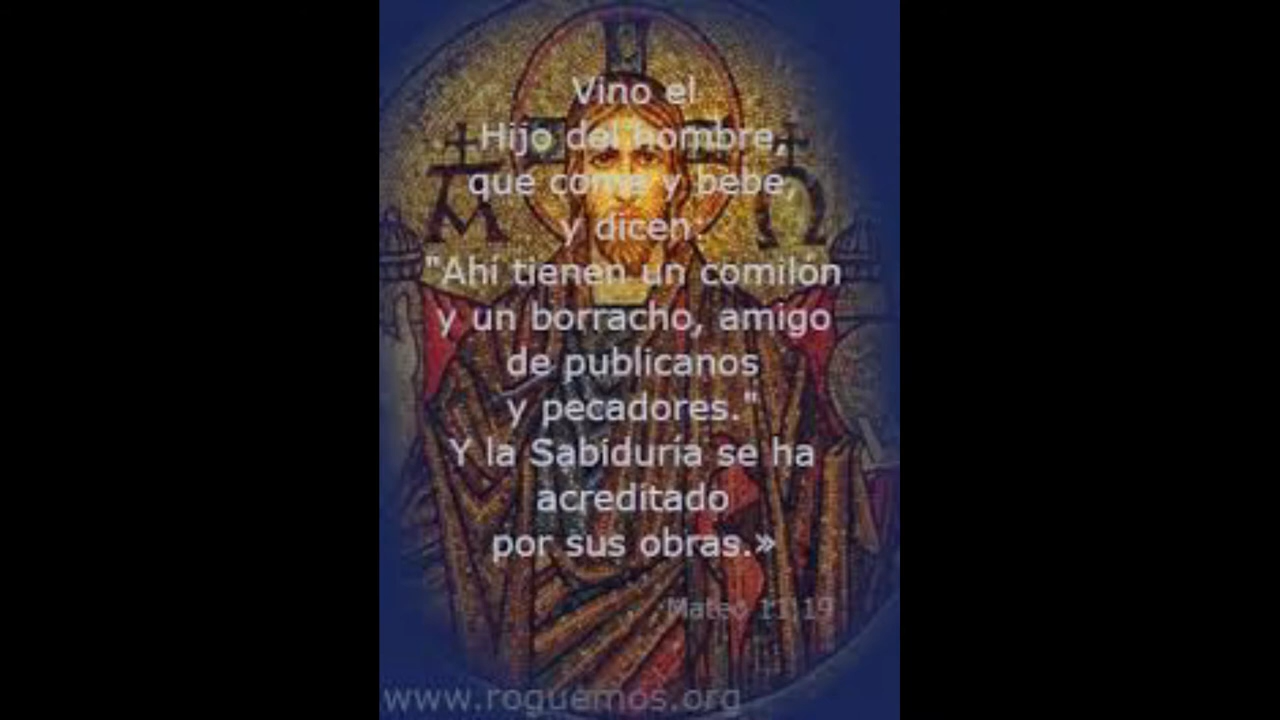 Vino el
Hijo del hombre,
que come y bebe,
y dicen:
"Ahí tienen un comilón
y un borracho, amigo
de publicanos
y pecadores."
Y la Sabiduría se ha
acreditado
por sus obras.»
Mateo 11:19
www.roguemos.org
Ω